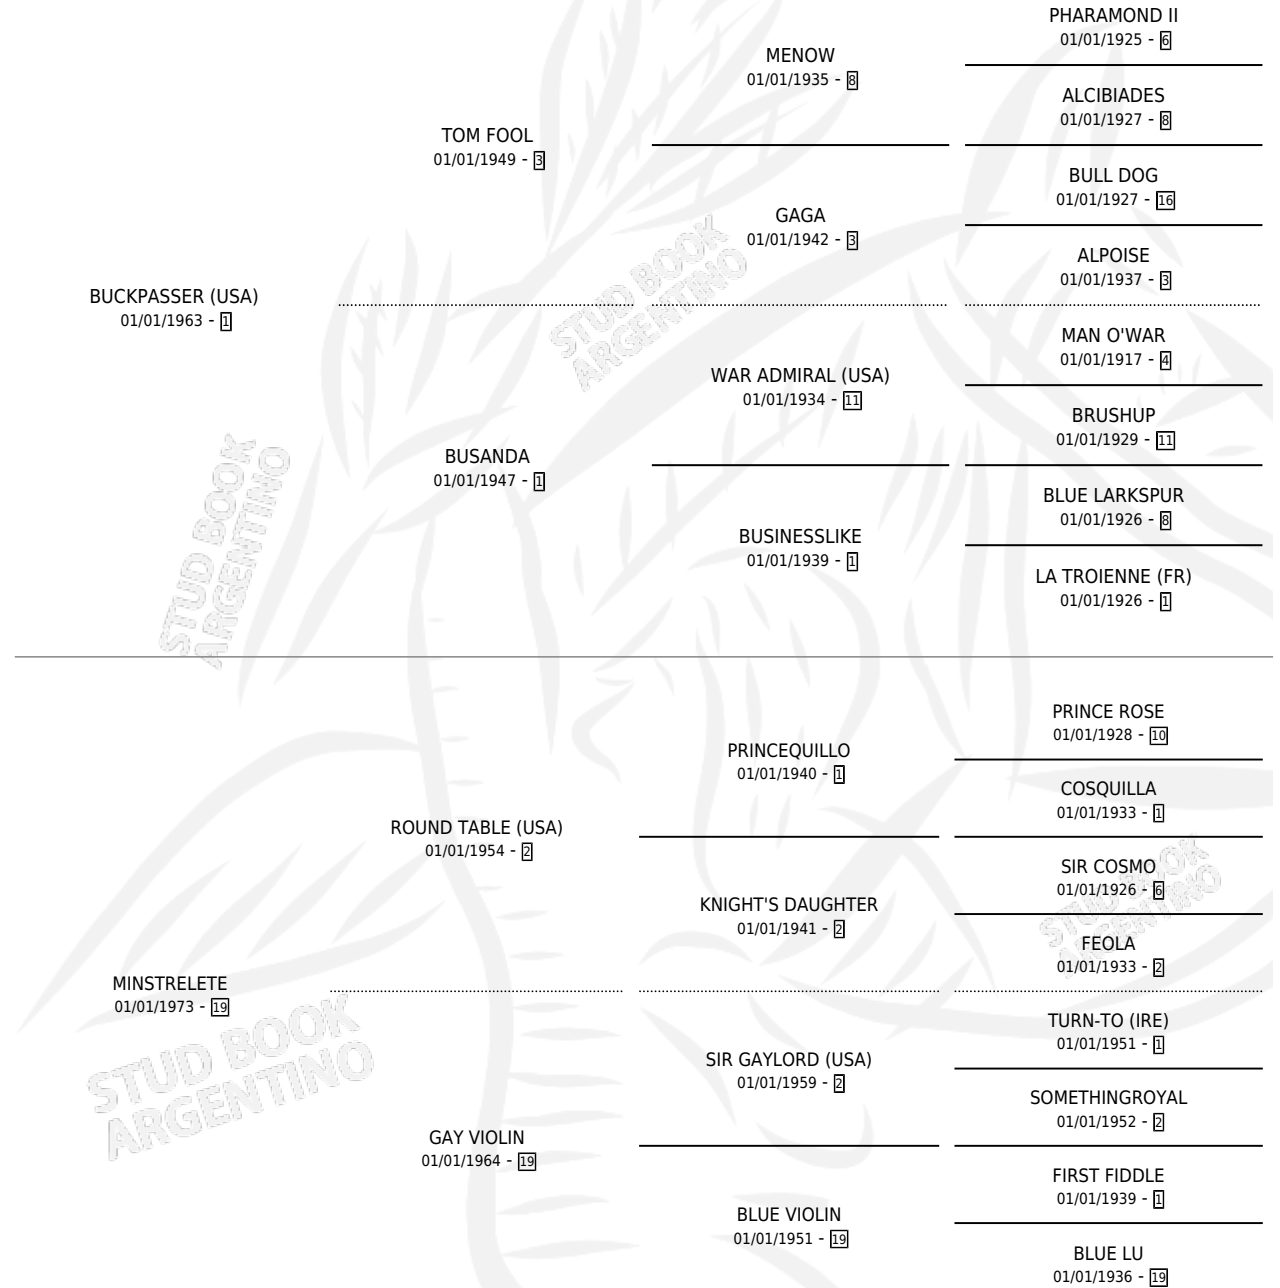 PHARAMOND II
01/01/1925 - 6
MENOW
01/01/1935 - 8
ALCIBIADES
01/01/1927 - 8
TOM FOOL
01/01/1949 - 3
BULL DOG
01/01/1927 - 16
GAGA
01/01/1942 - 3
ALPOISE
01/01/1937 - 3
BUCKPASSER (USA)
01/01/1963 - 1
MAN O'WAR
01/01/1917 - 4
WAR ADMIRAL (USA)
01/01/1934 - 11
BRUSHUP
01/01/1929 - 11
BUSANDA
01/01/1947 - 1
BLUE LARKSPUR
01/01/1926 - 8
BUSINESSLIKE
01/01/1939 - 1
LA TROIENNE (FR)
01/01/1926 - 1
PRINCE ROSE
01/01/1928 - 10
PRINCEQUILLO
01/01/1940 - 1
COSQUILLA
01/01/1933 - 1
ROUND TABLE (USA)
01/01/1954 - 2
SIR COSMO
01/01/1926 - 6
KNIGHT'S DAUGHTER
01/01/1941 - 2
FEOLA
01/01/1933 - 2
MINSTRELETE
01/01/1973 - 19
TURN-TO (IRE)
01/01/1951 - 1
SIR GAYLORD (USA)
01/01/1959 - 2
SOMETHINGROYAL
01/01/1952 - 2
GAY VIOLIN
01/01/1964 - 19
FIRST FIDDLE
01/01/1939 - 1
BLUE VIOLIN
01/01/1951 - 19
BLUE LU
01/01/1936 - 19
STUD BOOK
ARGENTINO
STUD BOOK
ARGENTINO
STUD BOOK
ARGENTINO
STUD BOOK
ARGENTINO